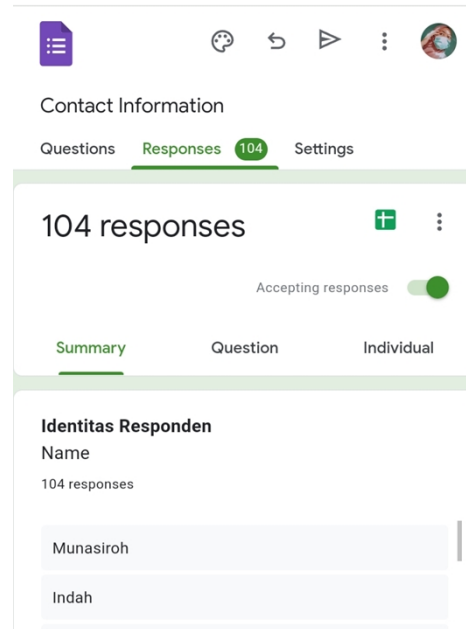 Contact Information
Questions Responses 104 Settings
104 responses
Accepting responses
Summary Question Individual
Identitas Responden
Name
104 responses
Munasiroh
Indah